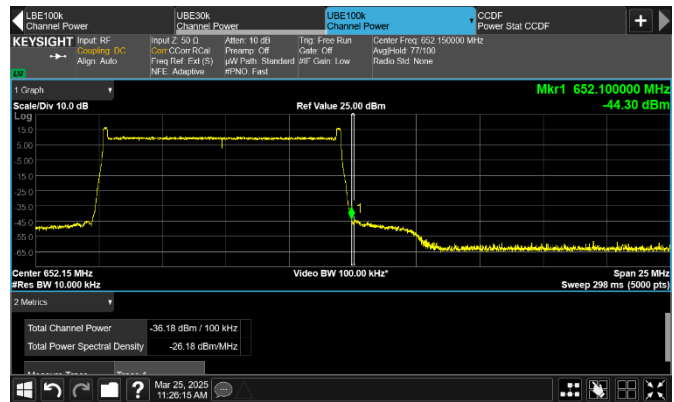 LBE100k
Channel Power
UBE30k
Channel Power
UBE100k
Channel Power
CCDF
Power Stat CCDF
KEYSIGHT
LXI
Input: RF
Coupling: DC
Align: Auto
Input Z: 50 Ω
Corr CCorr RCal
Freq Ref: Ext (S)
NFE: Adaptive
Atten: 10 dB
Preamp: Off
µW Path: Standard
#PNO: Fast
Trig: Free Run
Gate: Off
#IF Gain: Low
Center Freq: 652.150000 MHz
Avg|Hold: 77/100
Radio Std: None
1 Graph
Mkr1 652.100000 MHz
-44.30 dBm
Scale/Div 10.0 dB
Ref Value 25.00 dBm
Log
15.0
5.00
-5.00
-15.0
-25.0
-35.0
-45.0
-55.0
-65.0
1
Center 652.15 MHz
#Res BW 10.000 kHz
Video BW 100.00 kHz*
Span 25 MHz
Sweep 298 ms (5000 pts)
2 Metrics
Total Channel Power -36.18 dBm / 100 kHz
Total Power Spectral Density -26.18 dBm/MHz
Mar 25, 2025
11:26:15 AM